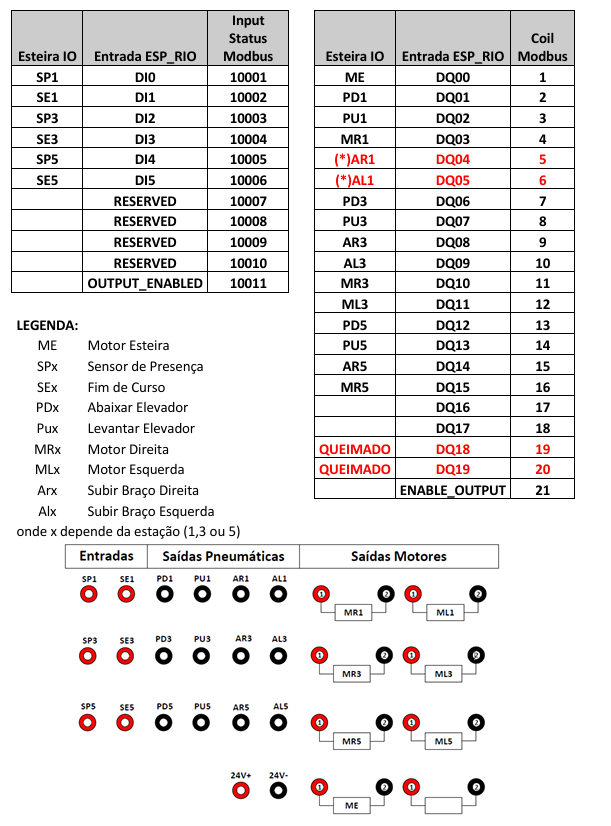 Esteira IO Entrada ESP_RIO Input Status Modbus
SP1 DI0 10001
SE1 DI1 10002
SP3 DI2 10003
SE3 DI3 10004
SP5 DI4 10005
SE5 DI5 10006
RESERVED 10007
RESERVED 10008
RESERVED 10009
RESERVED 10010
OUTPUT_ENABLED 10011
Esteira IO Entrada ESP_RIO Coil Modbus
ME DQ00 1
PD1 DQ01 2
PU1 DQ02 3
MR1 DQ03 4
(*)AR1 DQ04 5
(*)AL1 DQ05 6
PD3 DQ06 7
PU3 DQ07 8
AR3 DQ08 9
AL3 DQ09 10
MR3 DQ10 11
ML3 DQ11 12
PD5 DQ12 13
PU5 DQ13 14
AR5 DQ14 15
MR5 DQ15 16
DQ16 17
DQ17 18
QUEIMADO DQ18 19
QUEIMADO DQ19 20
ENABLE_OUTPUT 21
LEGENDA:
ME Motor Esteira
SPx Sensor de Presença
SEx Fim de Curso
PDx Abaixar Elevador
Pux Levantar Elevador
MRx Motor Direita
MLx Motor Esquerda
Arx Subir Braço Direita
Alx Subir Braço Esquerda
onde x depende da estação (1,3 ou 5)
Entradas Saídas Pneumáticas Saídas Motores
SP1 SE1 PD1 PU1 AR1 AL1
1 2 1 2
MR1 ML1
SP3 SE3 PD3 PU3 AR3 AL3
1 2 1 2
MR3 ML3
SP5 SE5 PD5 PU5 AR5 AL5
1 2 1 2
MR5 ML5
24V+ 24V-
1 2 1 2
ME